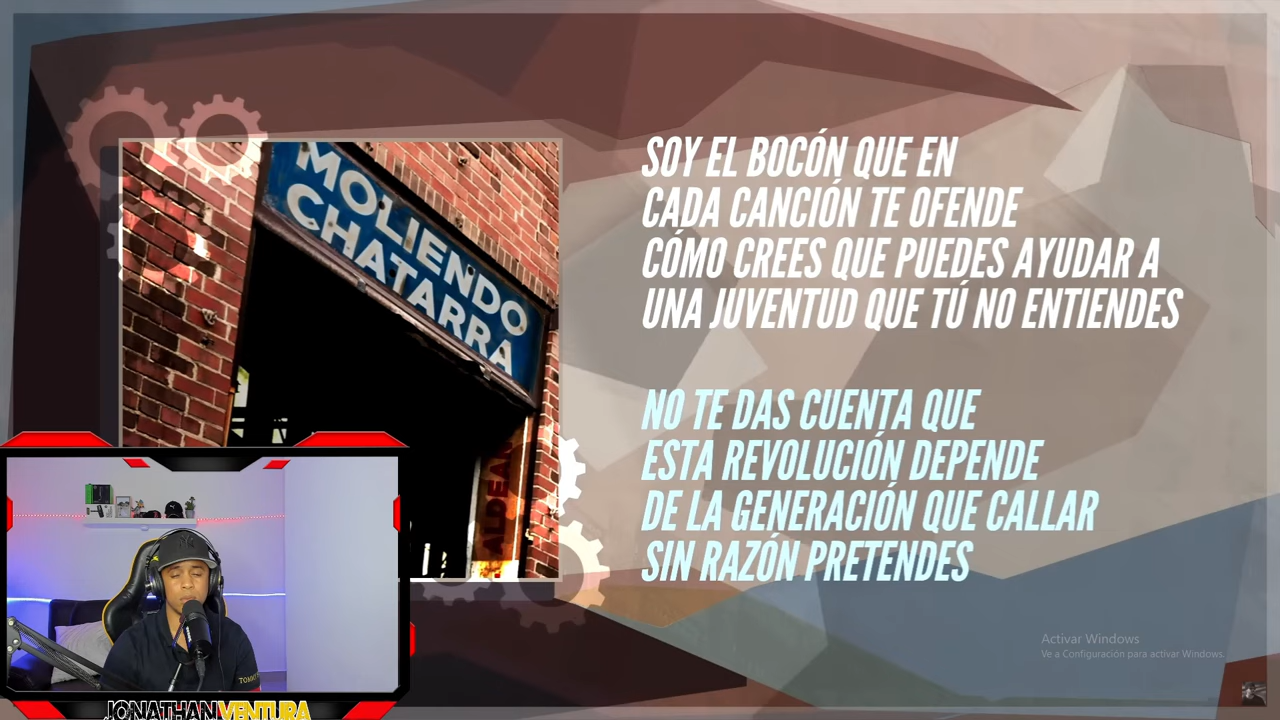 MOLIENDO
CHATARRA
ALDEAN
SOY EL BOCÓN QUE EN
CADA CANCIÓN TE OFENDE
CÓMO CREES QUE PUEDES AYUDAR A
UNA JUVENTUD QUE TÚ NO ENTIENDES
NO TE DAS CUENTA QUE
ESTA REVOLUCIÓN DEPENDE
DE LA GENERACIÓN QUE CALLAR
SIN RAZÓN PRETENDES
Activar Windows
Ve a Configuración para activar Windows.
JONATHAN VENTURA